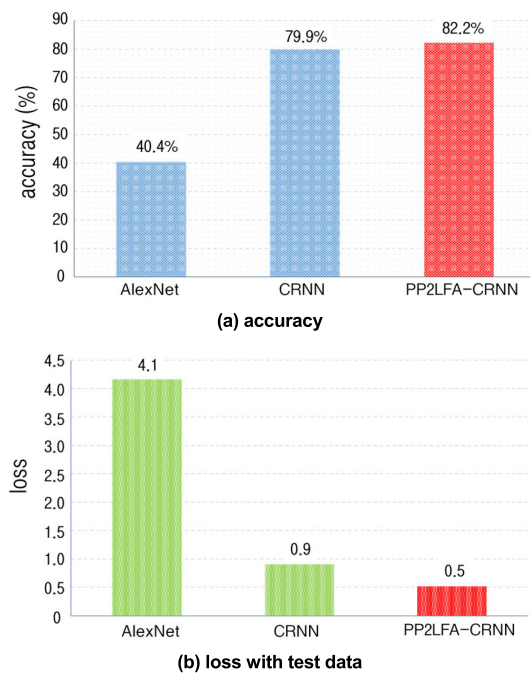 90
80
70
60
50
40
30
20
10
0
accuracy (%)
40.4%
79.9%
82.2%
AlexNet
CRNN
PP2LFA-CRNN
(a) accuracy
4.5
4.0
3.5
3.0
2.5
2.0
1.5
1.0
0.5
0
loss
4.1
0.9
0.5
AlexNet
CRNN
PP2LFA-CRNN
(b) loss with test data